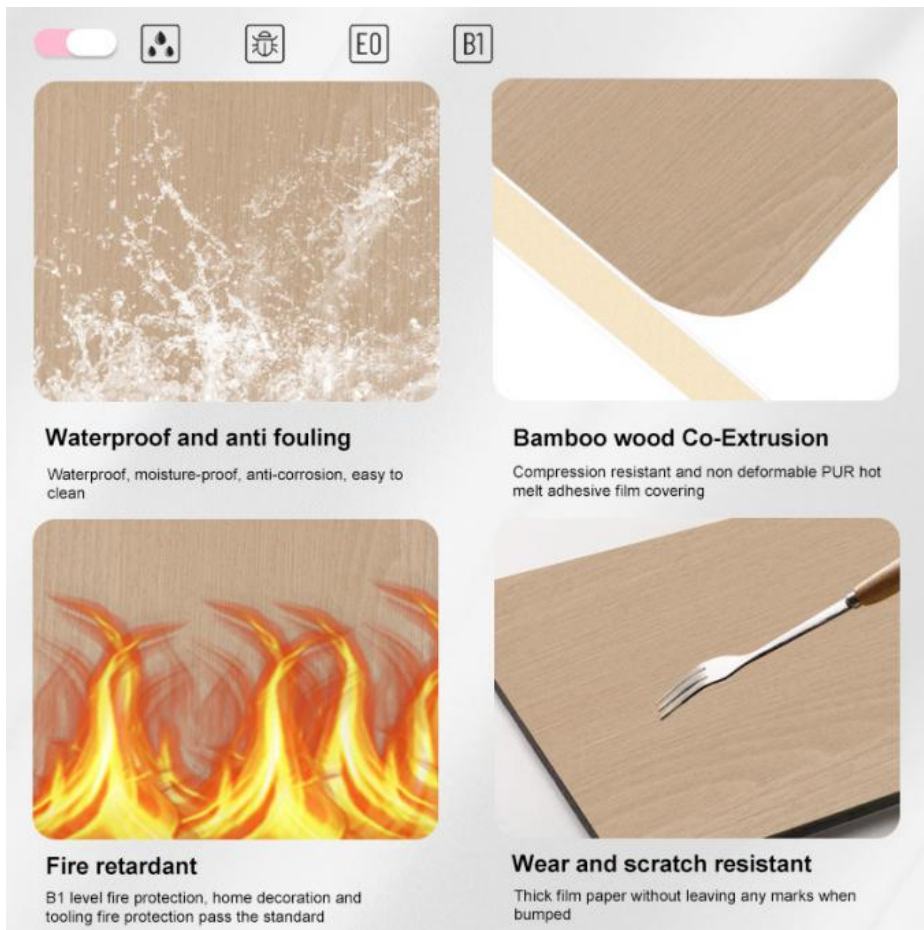 E0
B1
Waterproof and anti fouling
Waterproof, moisture-proof, anti-corrosion, easy to
clean
Bamboo wood Co-Extrusion
Compression resistant and non deformable PUR hot
melt adhesive film covering
Fire retardant
B1 level fire protection, home decoration and
tooling fire protection pass the standard
Wear and scratch resistant
Thick film paper without leaving any marks when
bumped